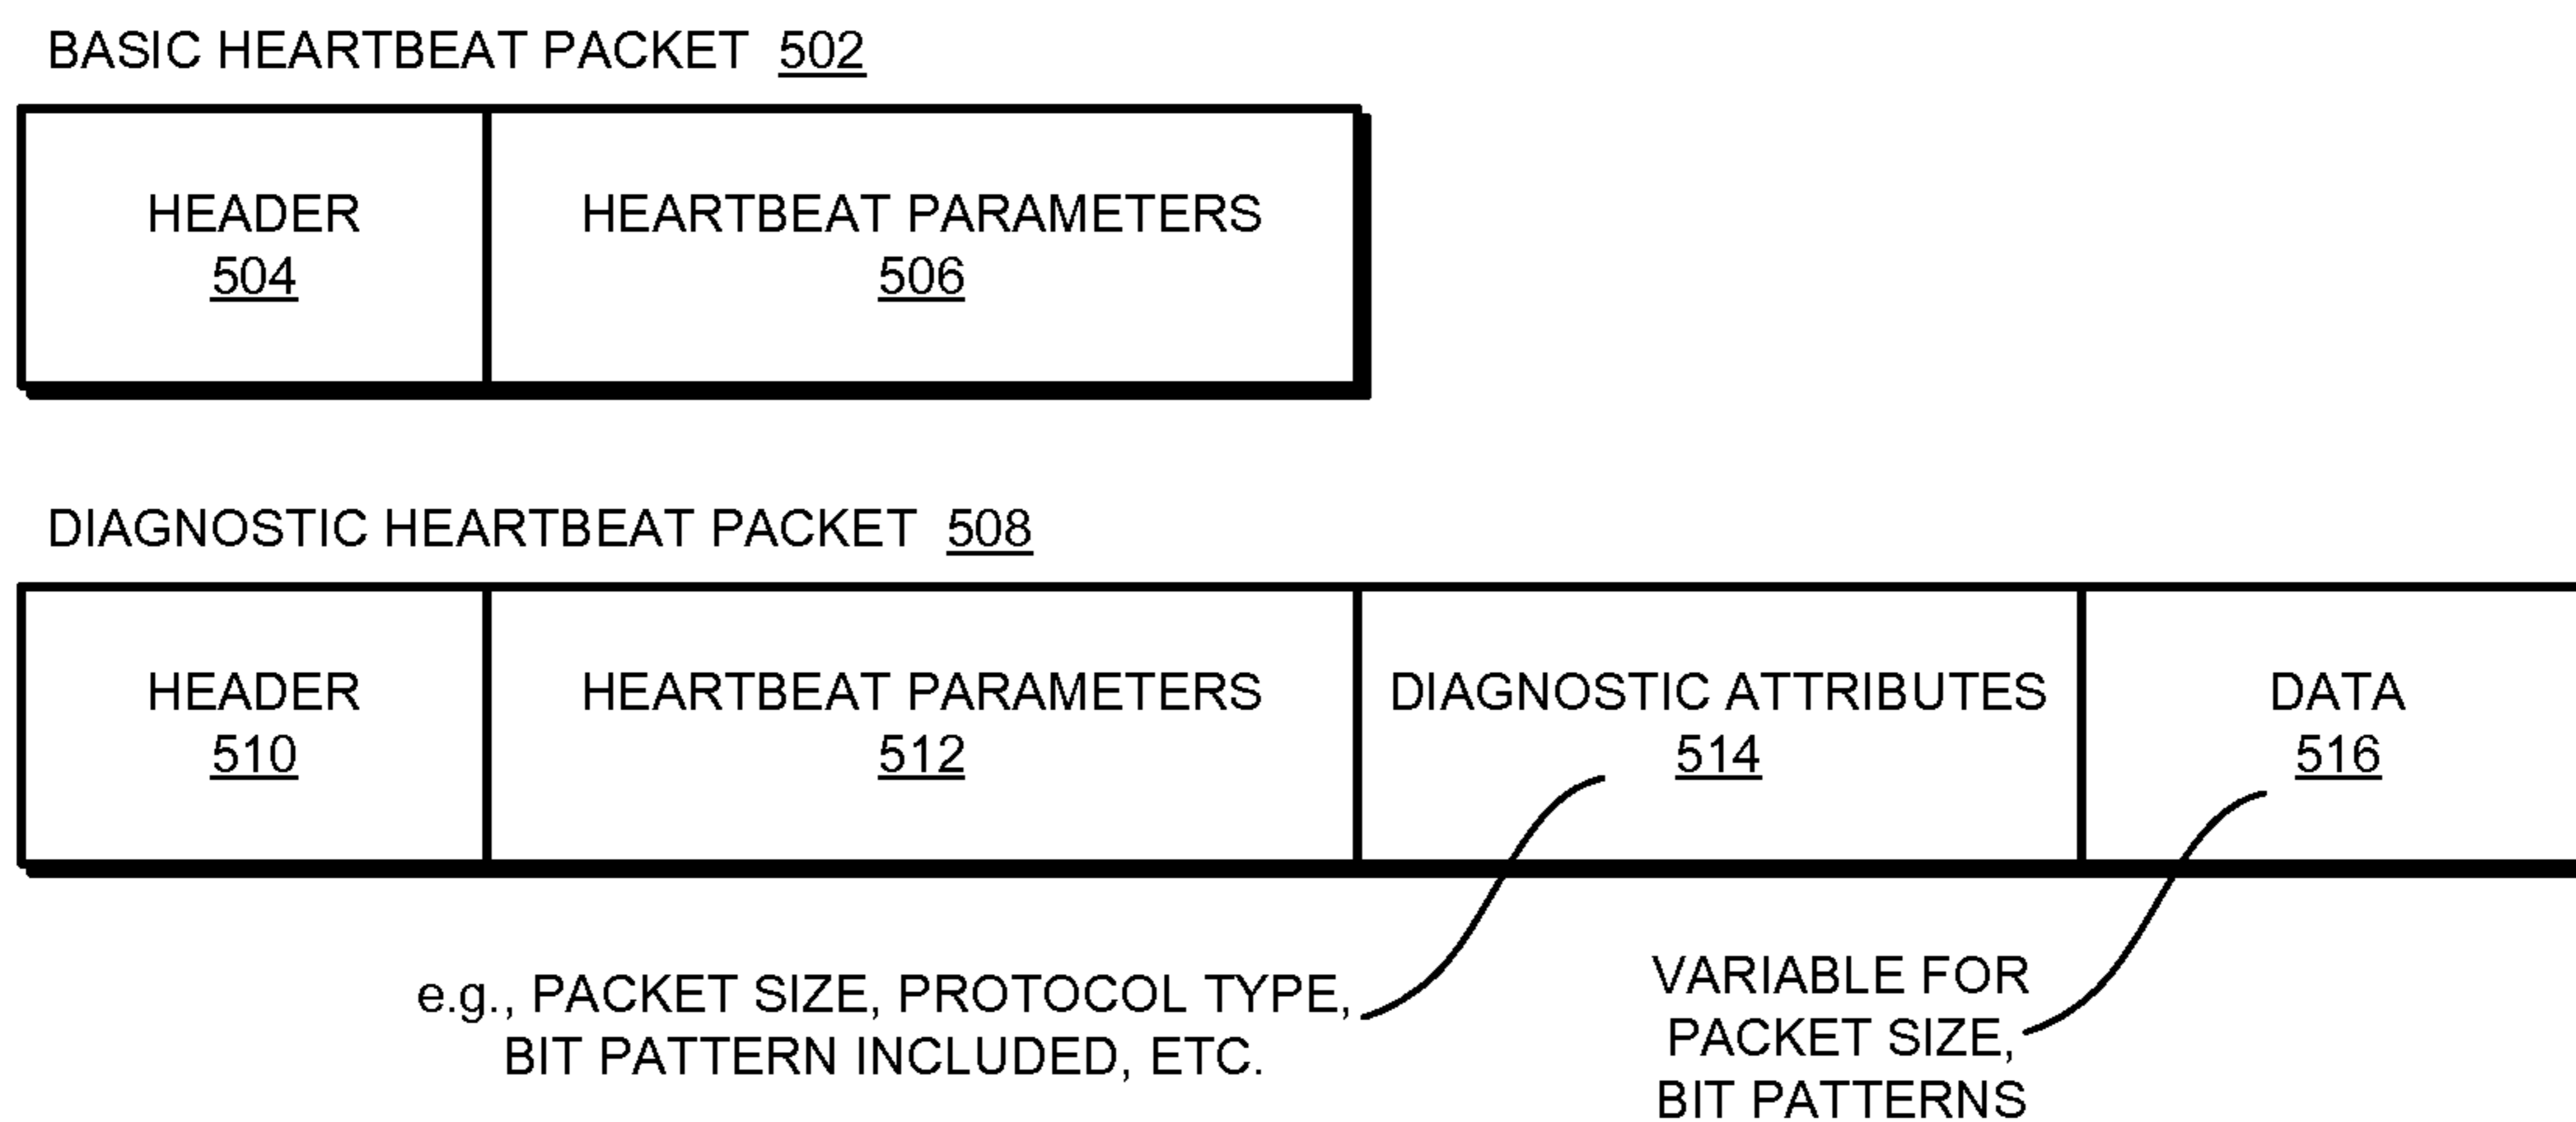 BASIC HEARTBEAT PACKET 502
HEADER HEARTBEAT PARAMETERS
504 506
DIAGNOSTIC HEARTBEAT PACKET 508
HEADER HEARTBEAT PARAMETERS DIAGNOSTIC ATTRIBUTES DATA
510 512 514 516
e.g., PACKET SIZE, PROTOCOL TYPE,
BIT PATTERN INCLUDED, ETC.
VARIABLE FOR
PACKET SIZE,
BIT PATTERNS